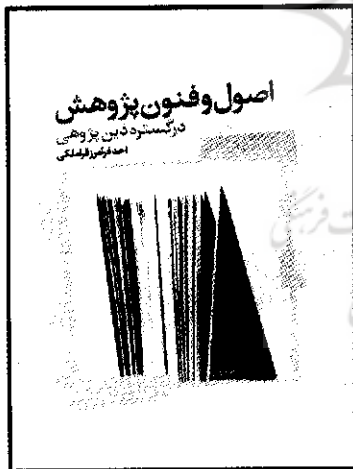 اصول و فنون پژوهش
در گستره دین پژوهی
احد فرامرز قراملکی